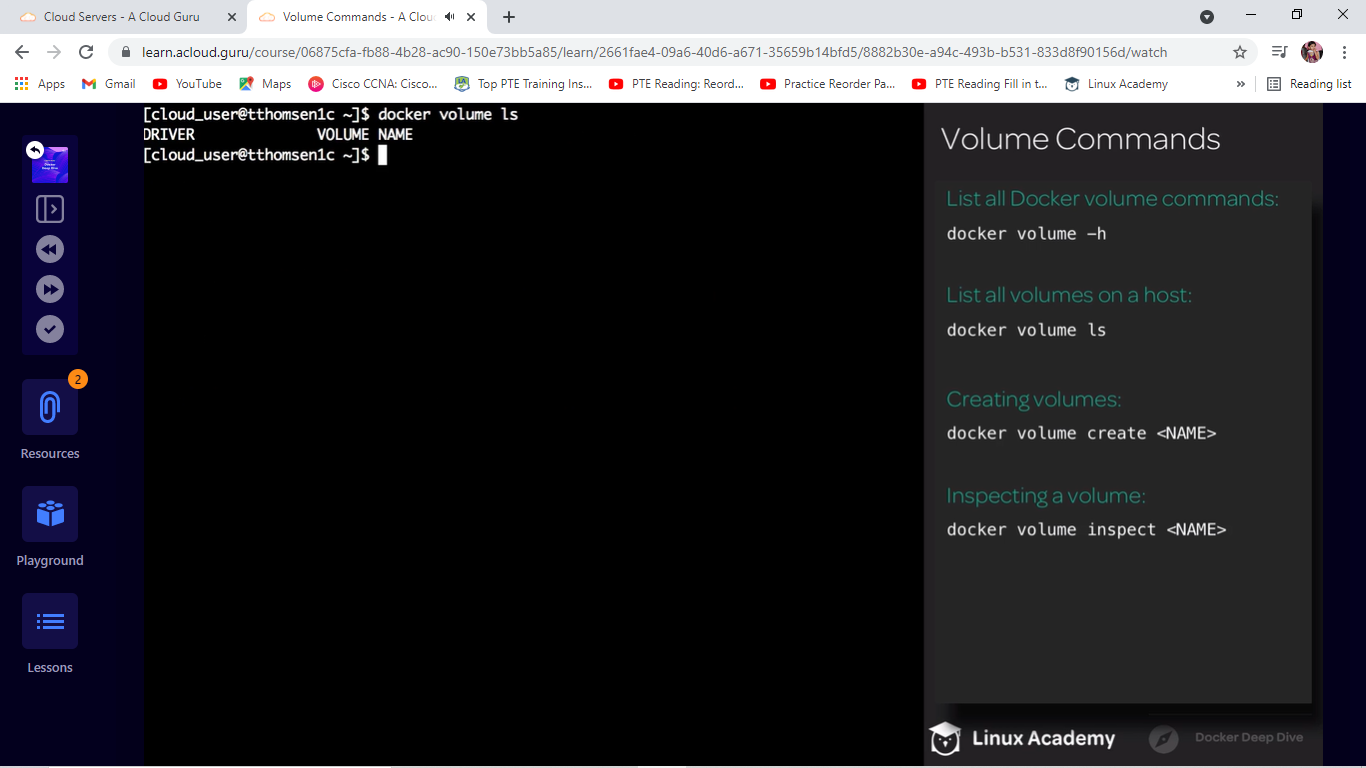 Cloud Servers - A Cloud Guru
Volume Commands - A Clou
learn.acloud.guru/course/06875cfa-fb88-4b28-ac90-150e73bb5a85/learn/2661fae4-09a6-40d6-a671-35659b14bfd5/8882b30e-a94c-493b-b531-833d8f90156d/watch
Apps
Gmail
YouTube
Maps
Cisco CCNA: Cisco...
Top PTE Training Ins...
PTE Reading: Reord...
Practice Reorder Pa...
PTE Reading Fill in t...
Linux Academy
»
Reading list
[cloud_user@tthomsen1c ~]$ docker volume ls
DRIVER VOLUME NAME
[cloud_user@tthomsen1c ~]$
Docker
Deep Dive
2
Resources
Playground
Lessons
Volume Commands
List all Docker volume commands:
docker volume -h
List all volumes on a host:
docker volume ls
Creating volumes:
docker volume create <NAME>
Inspecting a volume:
docker volume inspect <NAME>
Linux Academy
Docker Deep Dive